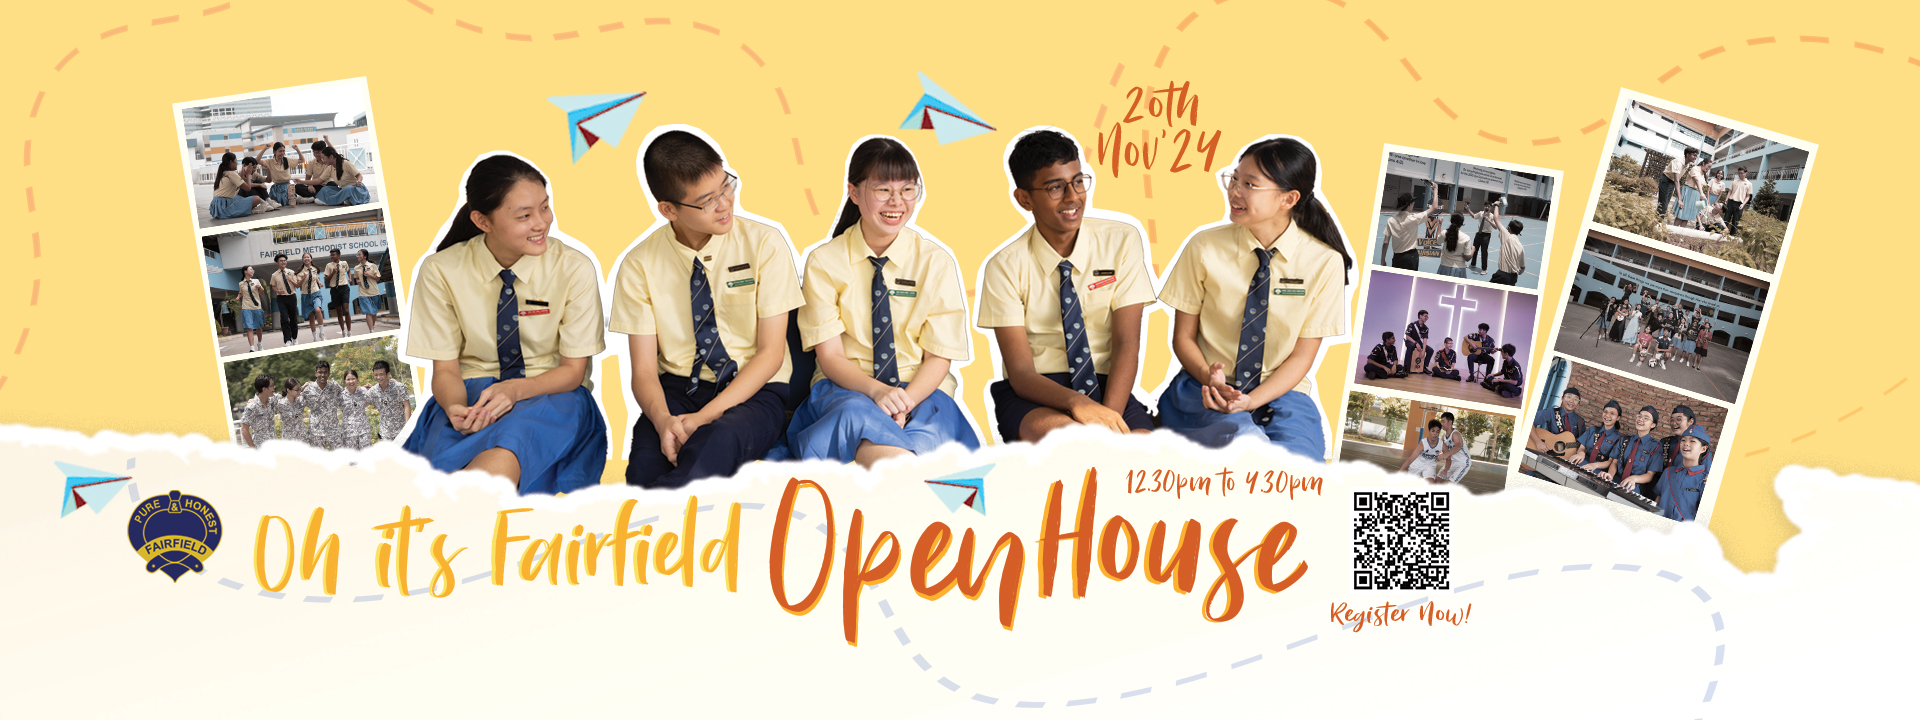 20th
Nov'24
FAIRFIELD METHODIST SCHOOL (S
PURE & HONEST
FAIRFIELD
Oh it's Fairfield Open House
12.30pm to 4.30pm
Register Now!